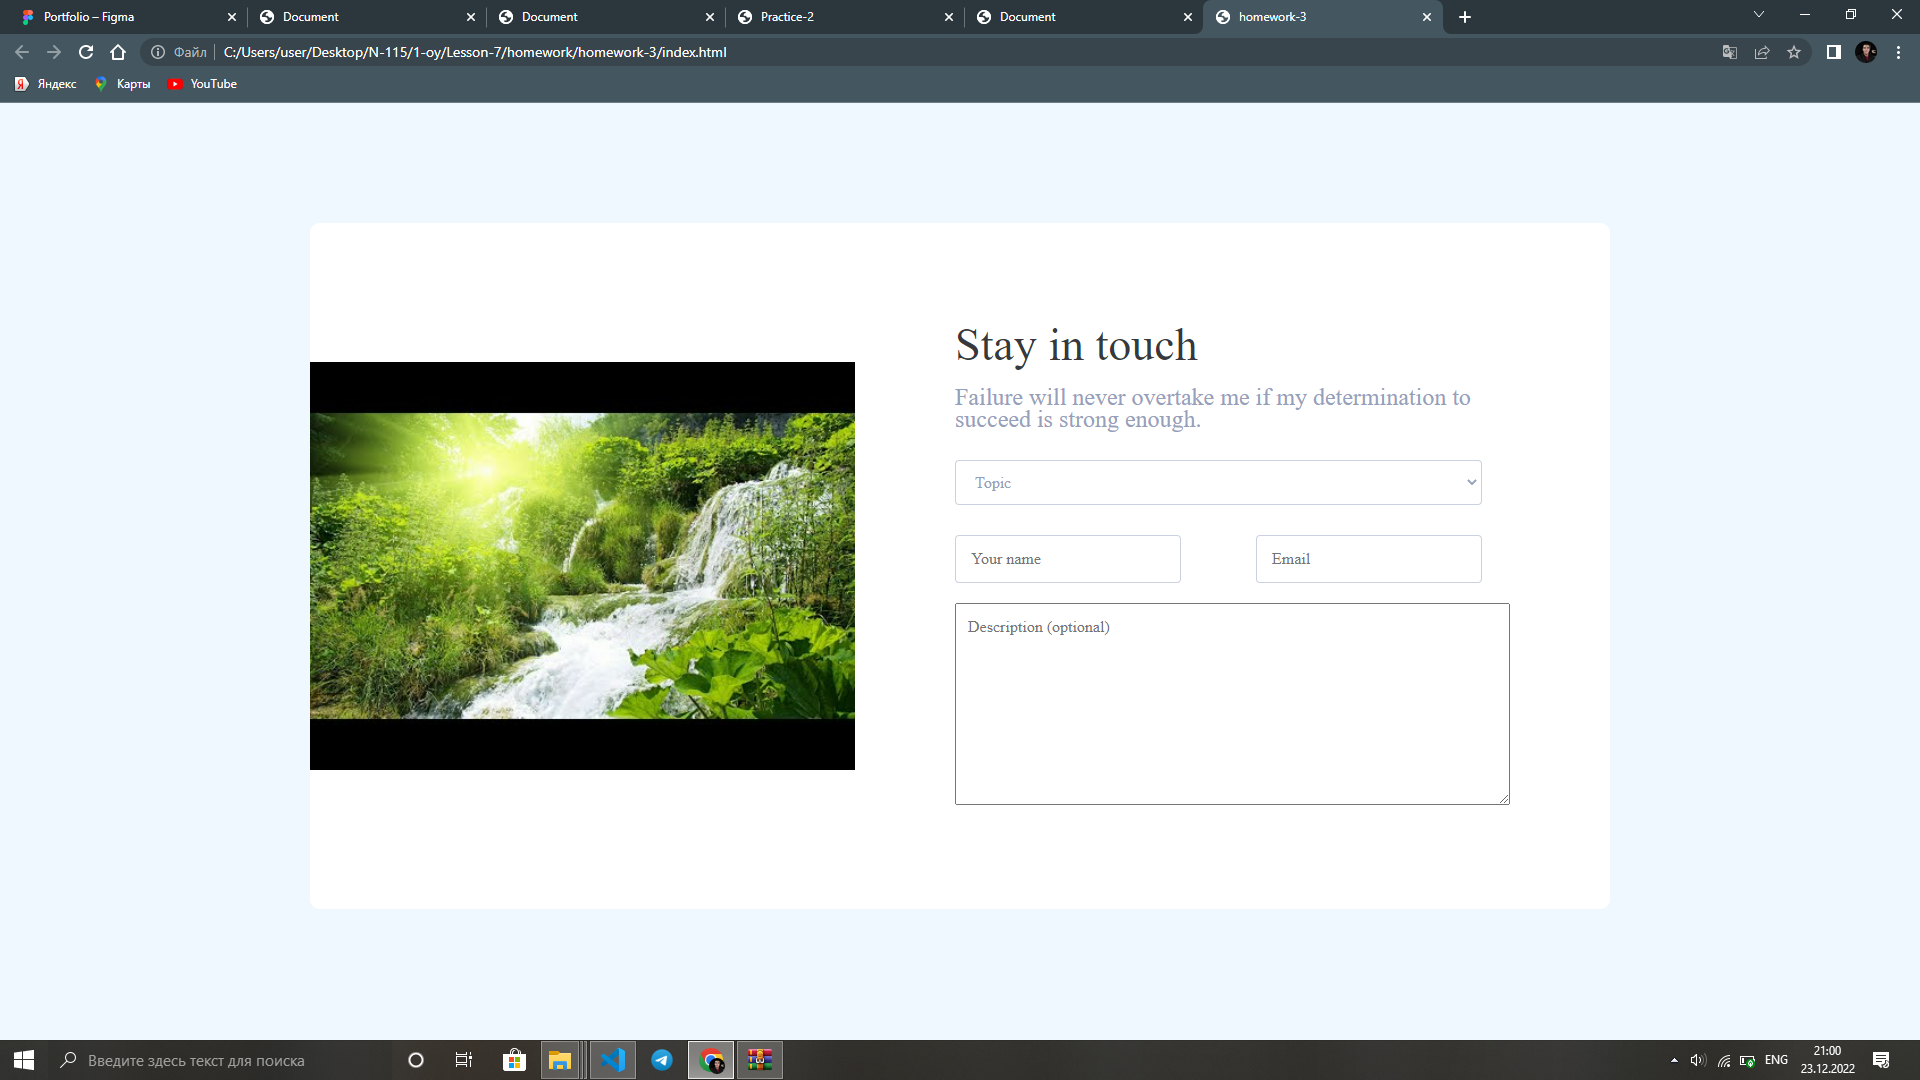 Portfolio – Figma
Document
Document
Practice-2
Document
homework-3
Файл
C:/Users/user/Desktop/N-115/1-oy/Lesson-7/homework/homework-3/index.html
Яндекс
Карты
YouTube
Stay in touch
Failure will never overtake me if my determination to
succeed is strong enough.
Topic
Your name
Email
Description (optional)
Введите здесь текст для поиска
ENG
21:00
23.12.2022